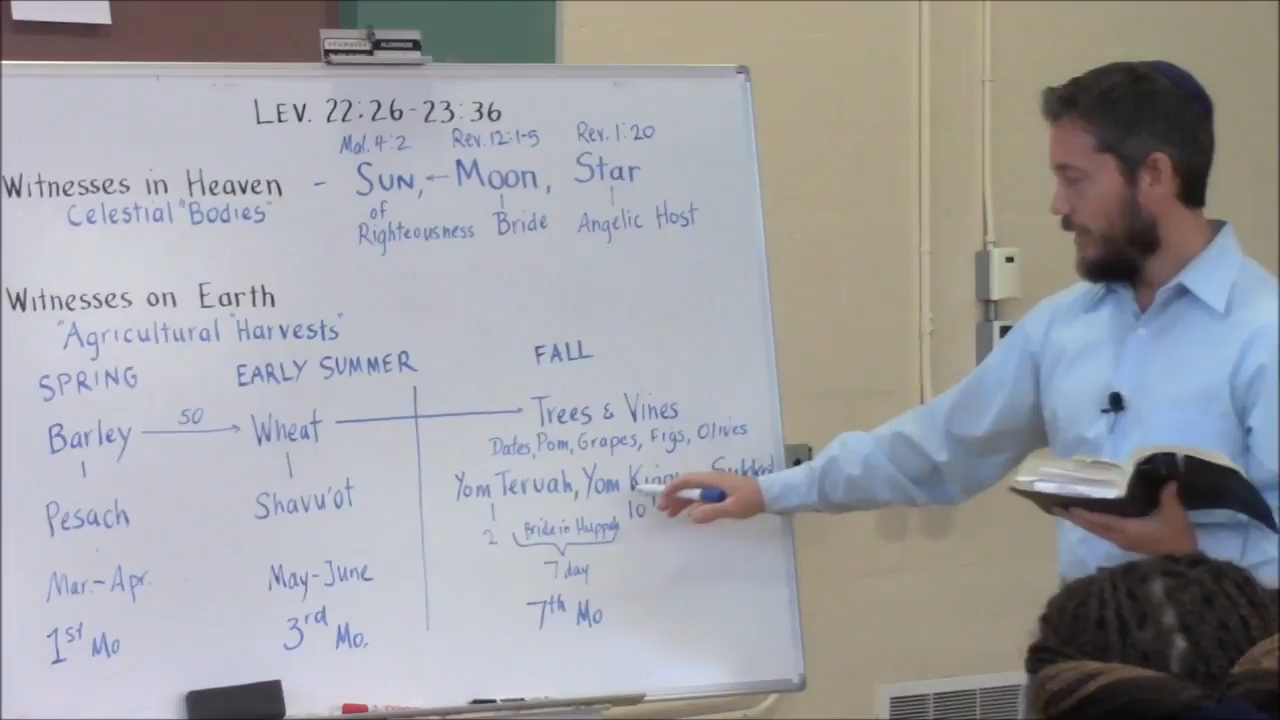 LEV. 22:26-23:36
Mal. 4:2 Rev. 12:1-5 Rev. 1:20
Witnesses in Heaven - Sun, ← Moon, Star
Celestial "Bodies" of Righteousness Bride Angelic Host
Witnesses on Earth
"Agricultural "Harvests"
SPRING EARLY SUMMER FALL
Barley 50 Wheat Trees & Vines
Dates, Pom, Grapes, Figs, Olives
Pesach Shavu'ot Yom Teruah, Yom
2 Bride in Huppah 10
Mar.-Apr. May-June 7 day
1st Mo 3rd Mo. 7th Mo
ALUMINUM